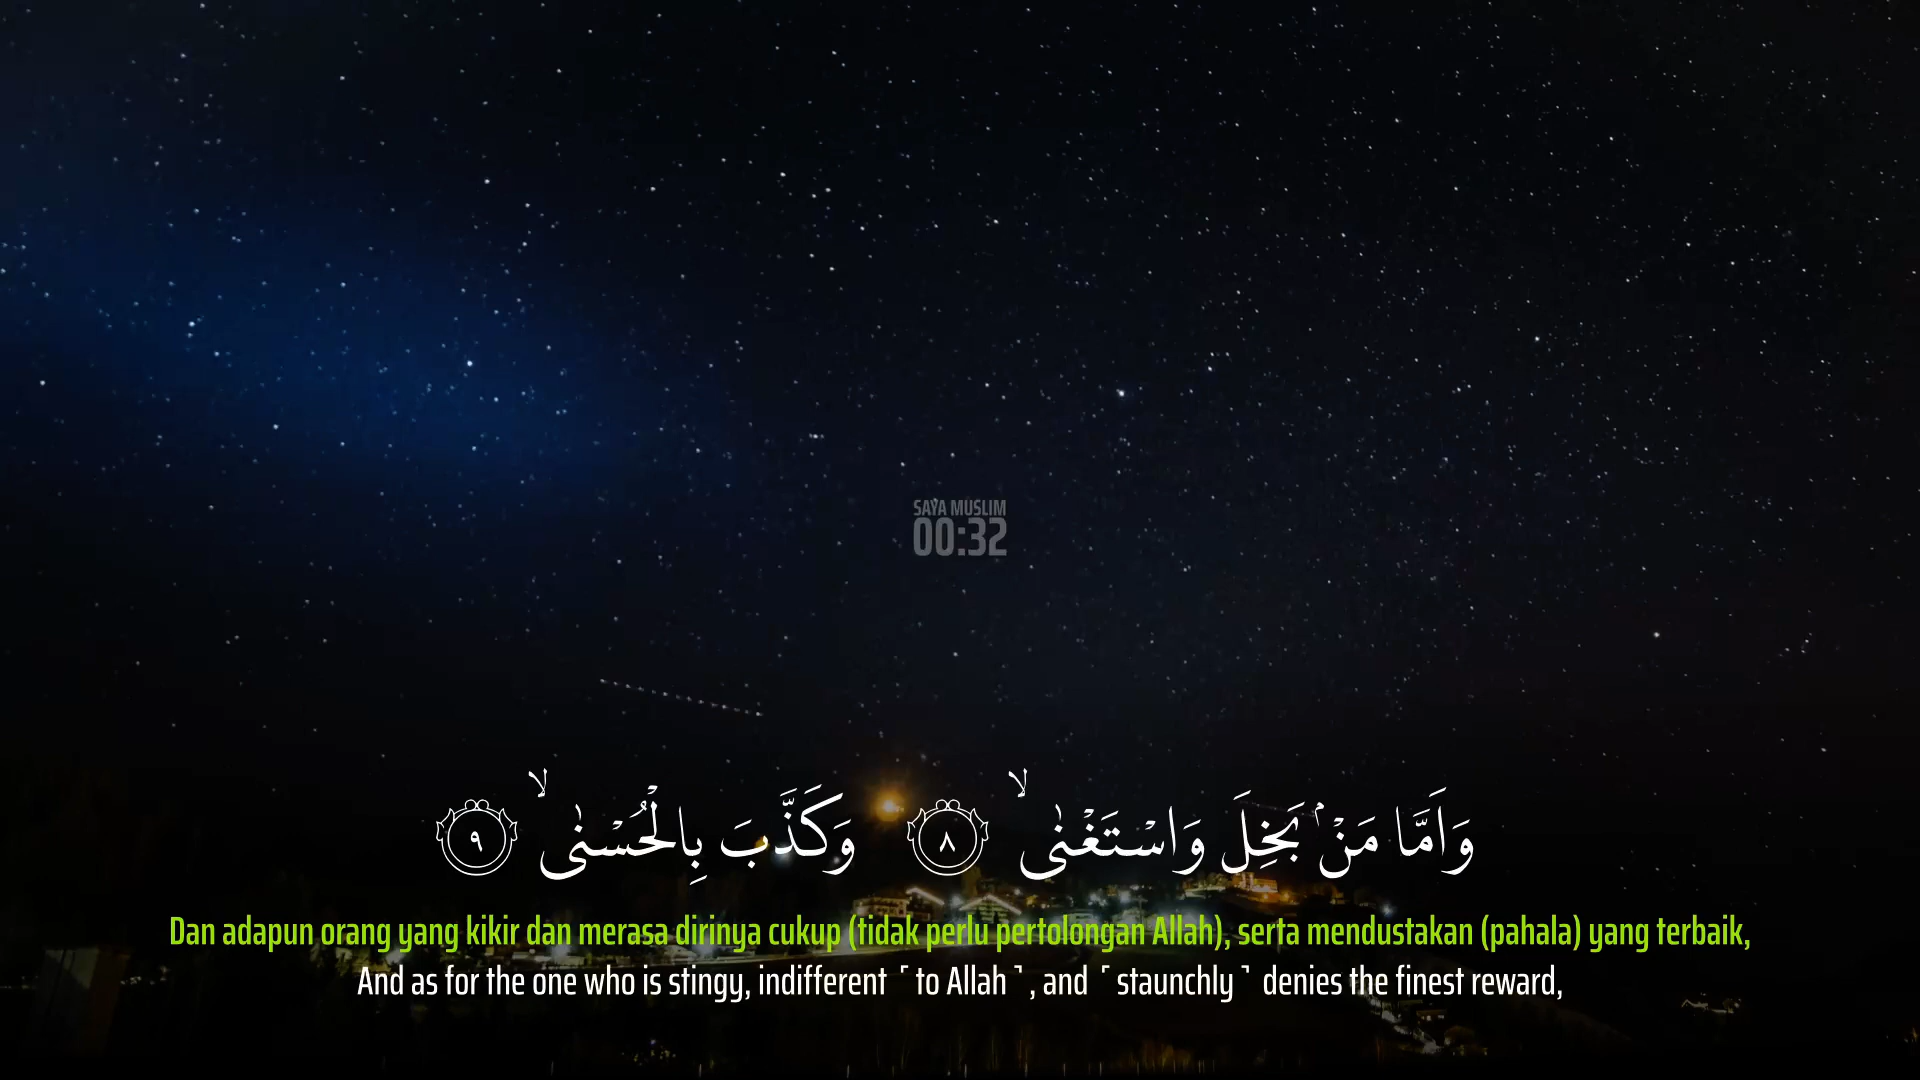 SAYA MUSLIM
00:32
وَاَمَّا مَنْۢ بَخِلَ وَاسْتَغْنٰىۙ ٨ وَكَذَّبَ بِالْحُسْنٰىۙ ٩
Dan adapun orang yang kikir dan merasa dirinya cukup (tidak perlu pertolongan Allah), serta mendustakan (pahala) yang terbaik,
And as for the one who is stingy, indifferent ˹to Allah˺, and ˹staunchly˺ denies the finest reward,